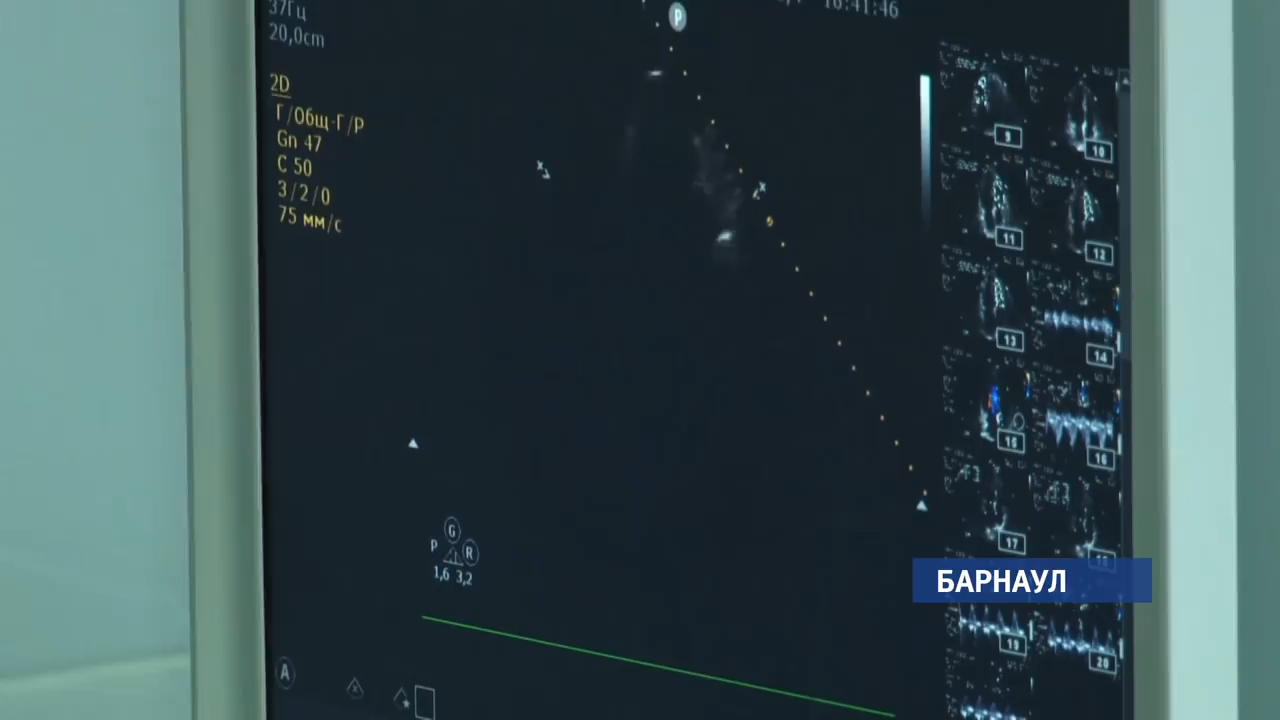 37Гц
20,0cm
16:41:46
P
2D
Г/Общ-Г/Р
Gn 47
C 50
3/2/0
75 мм/с
9
10
11
12
13
14
15
16
17
18
19
20
G
P
R
1,6 3,2
A
БАРНАУЛ